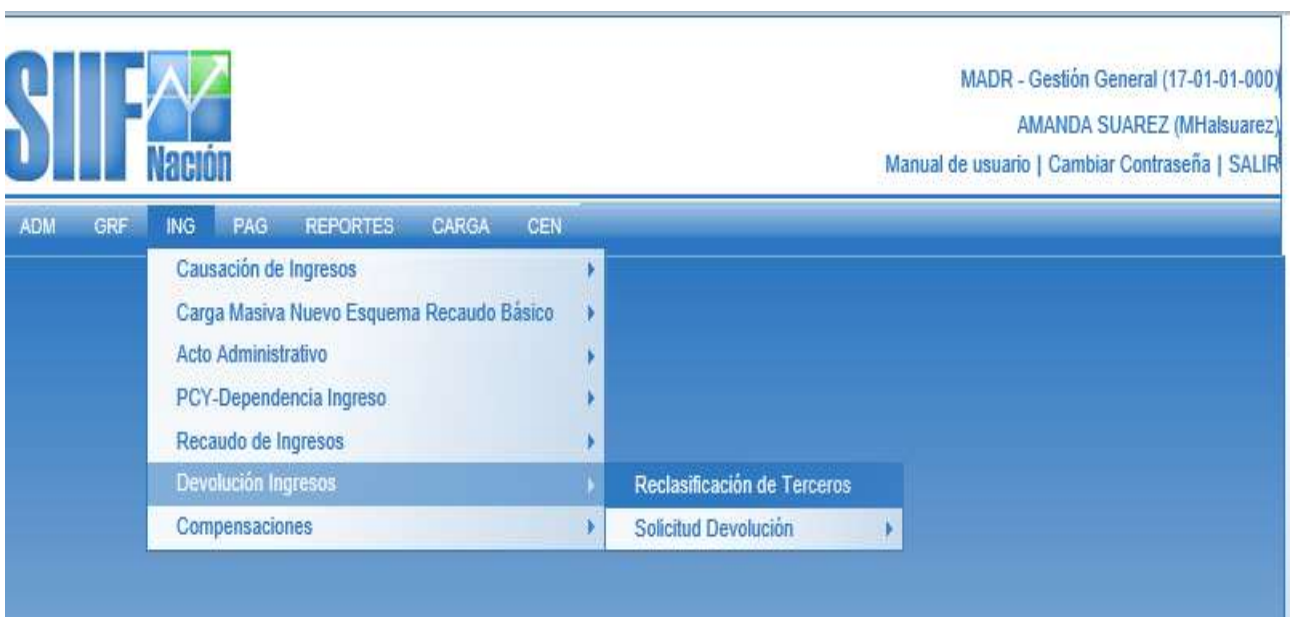 SIIF
Nación
MADR - Gestión General (17-01-01-000)
AMANDA SUAREZ (MHalsuarez)
Manual de usuario | Cambiar Contraseña | SALIR
ADM GRF ING PAG REPORTES CARGA CEN
Causación de Ingresos
Carga Masiva Nuevo Esquema Recaudo Básico
Acto Administrativo
PCY-Dependencia Ingreso
Recaudo de Ingresos
Devolución Ingresos Reclasificación de Terceros
Compensaciones Solicitud Devolución